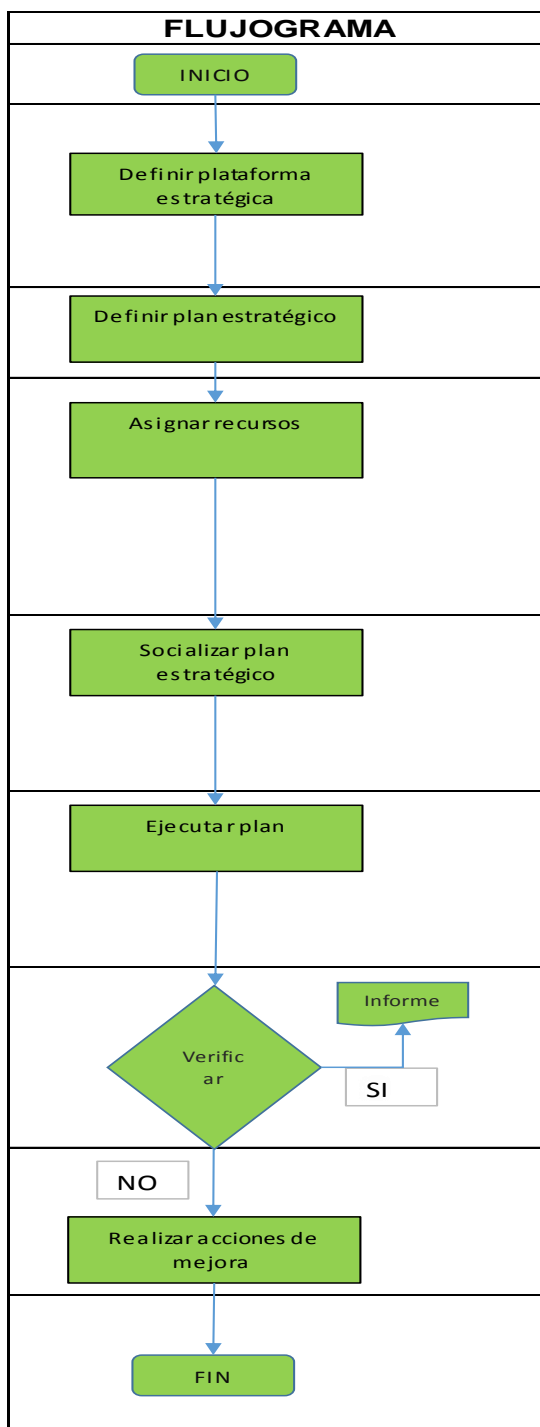 FLUJOGRAMA
INICIO
Definir plataforma
estratégica
Definir plan estratégico
Asignar recursos
Socializar plan
estratégico
Ejecutar plan
Informe
Verific
ar
SI
NO
Realizar acciones de
mejora
FIN